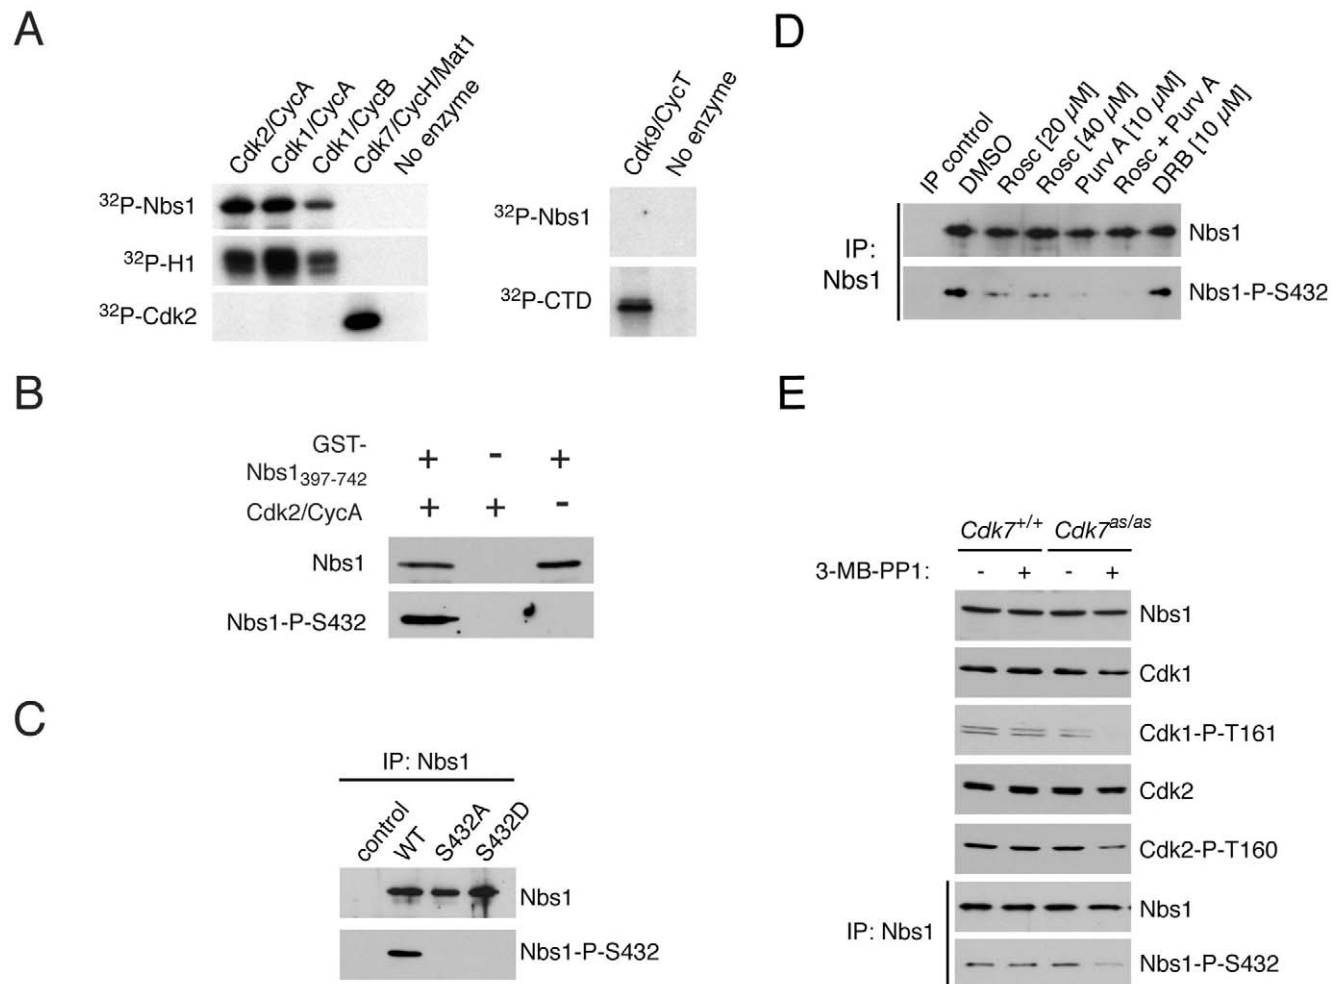 A
Cdk2/CycA
Cdk1/CycA
Cdk1/CycB
Cdk7/CycH/Mat1
No enzyme
32P-Nbs1
32P-H1
32P-Cdk2
Cdk9/CycT
No enzyme
32P-Nbs1
32P-CTD
B
GST-
Nbs1397-742
+ - +
Cdk2/CycA
+ + -
Nbs1
Nbs1-P-S432
C
IP: Nbs1
control
WT
S432A
S432D
Nbs1
Nbs1-P-S432
D
IP control
DMSO
Rosc [20 µM]
Rosc [40 µM]
Purv A [10 µM]
Rosc + Purv A
DRB [10 µM]
IP:
Nbs1
Nbs1
Nbs1-P-S432
E
Cdk7+/+ Cdk7as/as
3-MB-PP1: - + - +
Nbs1
Cdk1
Cdk1-P-T161
Cdk2
Cdk2-P-T160
IP: Nbs1
Nbs1
Nbs1-P-S432